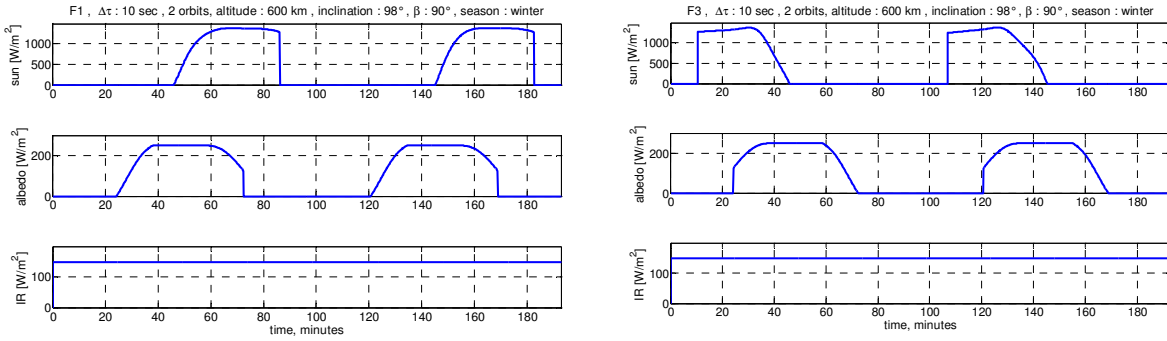 F1 , Δτ : 10 sec , 2 orbits, altitude : 600 km , inclination : 98° , β : 90° , season : winter
sun [W/m²]
1000
500
0
0 20 40 60 80 100 120 140 160 180
albedo [W/m²]
200
0
0 20 40 60 80 100 120 140 160 180
IR [W/m²]
100
0
0 20 40 60 80 100 120 140 160 180
time, minutes
F3 , Δτ : 10 sec , 2 orbits, altitude : 600 km , inclination : 98° , β : 90° , season : winter
sun [W/m²]
1000
500
0
0 20 40 60 80 100 120 140 160 180
albedo [W/m²]
200
0
0 20 40 60 80 100 120 140 160 180
IR [W/m²]
100
0
0 20 40 60 80 100 120 140 160 180
time, minutes